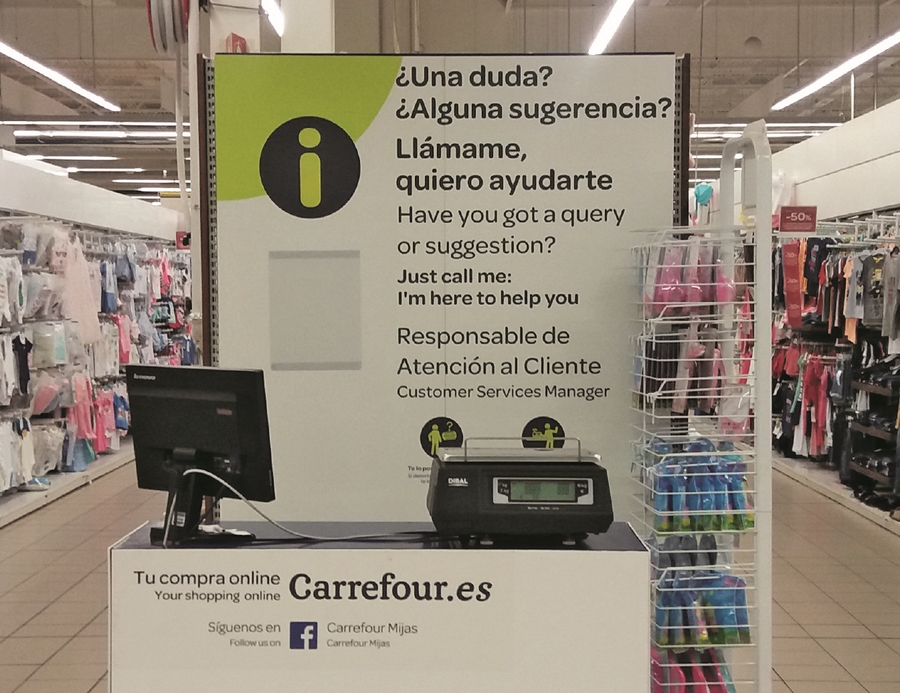 ¿Una duda?
¿Alguna sugerencia?
Llámame,
quiero ayudarte
Have you got a query
or suggestion?
Just call me:
I'm here to help you
Responsable de
Atención al Cliente
Customer Services Manager
-50%
lenovo
DIBAL
Tu compra online
Your shopping online
Carrefour.es
Síguenos en
Follow us on
Carrefour Mijas
Carrefour Mijas